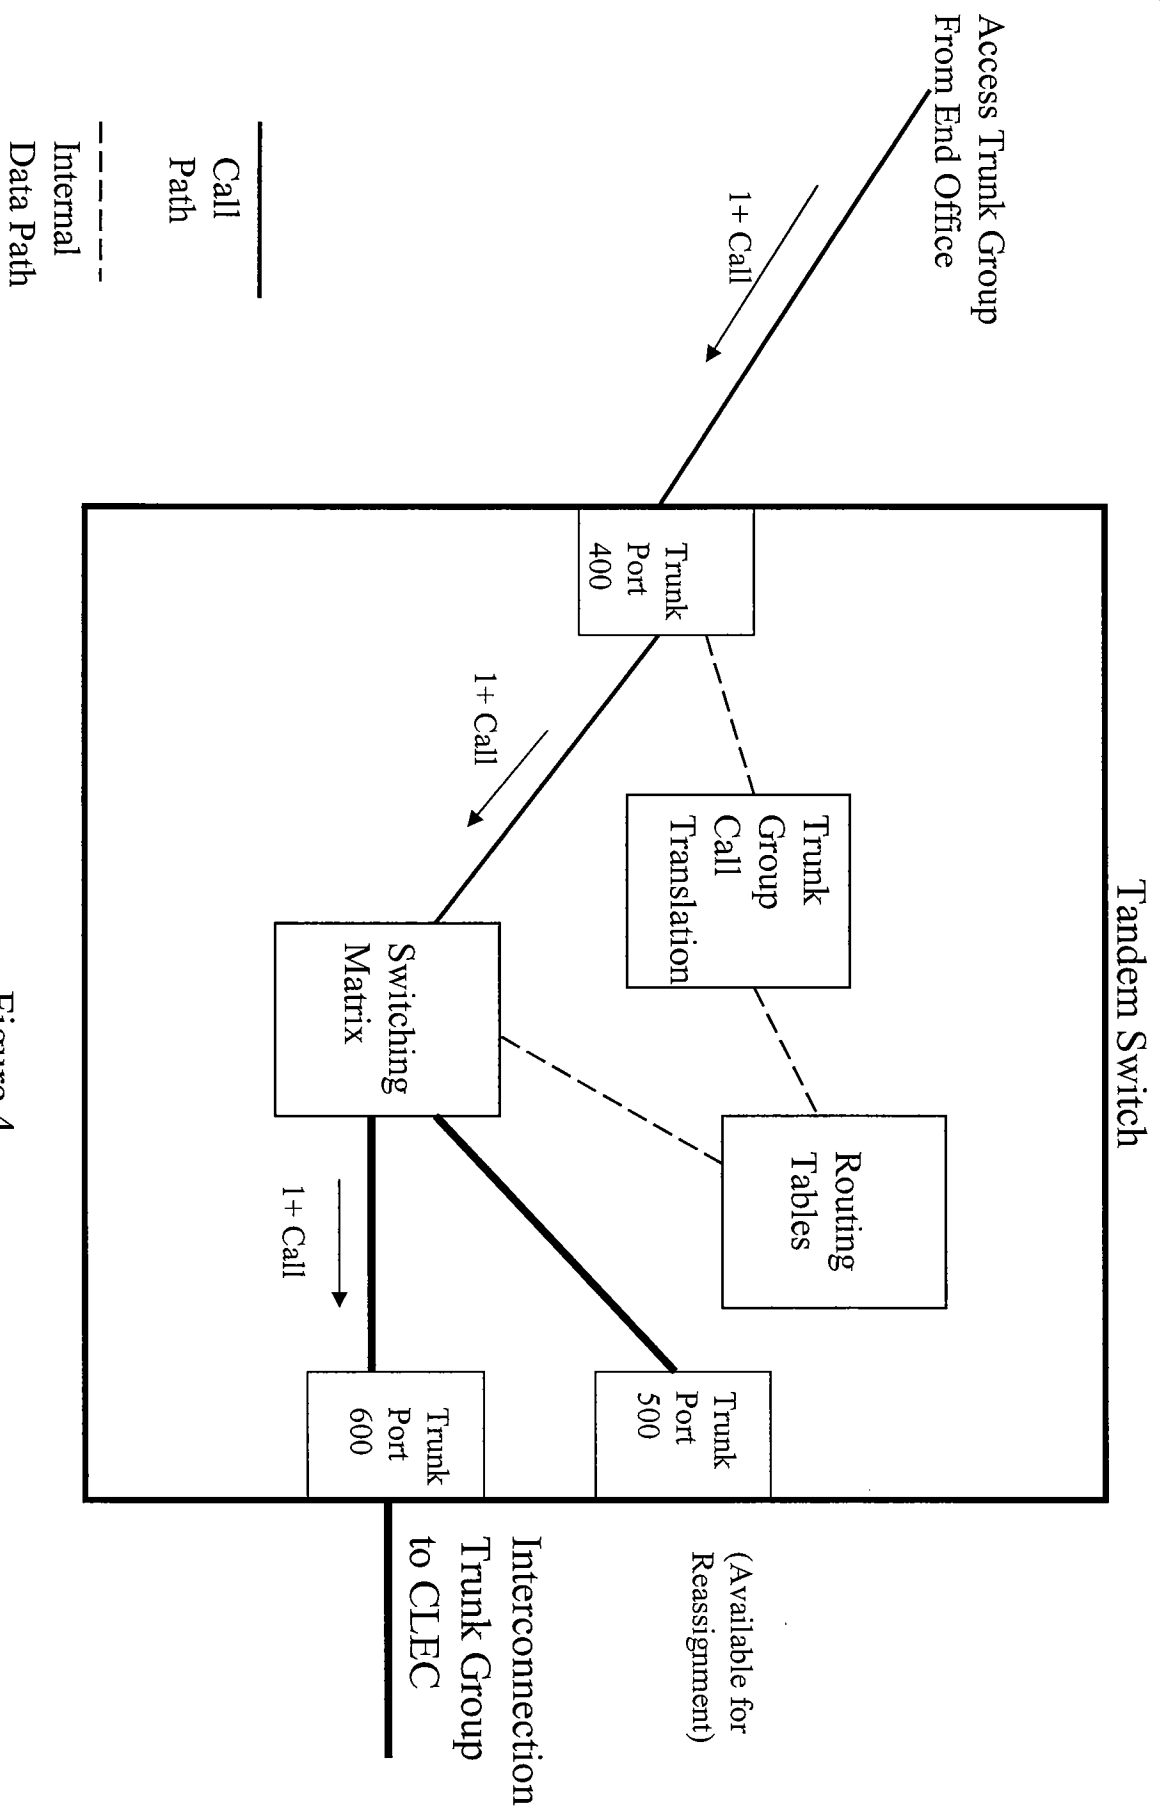 Tandem Switch
Access Trunk Group
From End Office
1+ Call
Trunk
Port
400
Trunk
Group
Call
Translation
Routing
Tables
1+ Call
Switching
Matrix
1+ Call
Trunk
Port
500
(Available for
Reassignment)
Trunk
Port
600
Interconnection
Trunk Group
to CLEC
Call
Path
Internal
Data Path
Figure 4